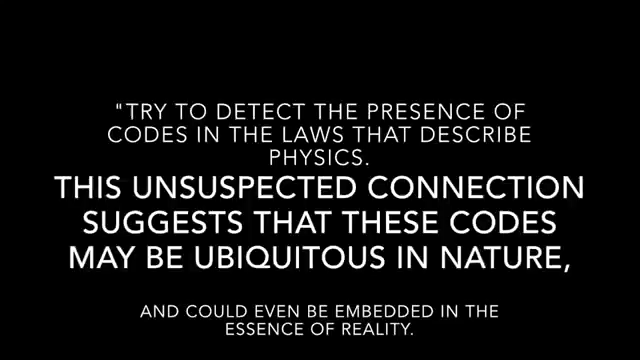 "TRY TO DETECT THE PRESENCE OF
CODES IN THE LAWS THAT DESCRIBE
PHYSICS.
THIS UNSUSPECTED CONNECTION
SUGGESTS THAT THESE CODES
MAY BE UBIQUITOUS IN NATURE,
AND COULD EVEN BE EMBEDDED IN THE
ESSENCE OF REALITY.